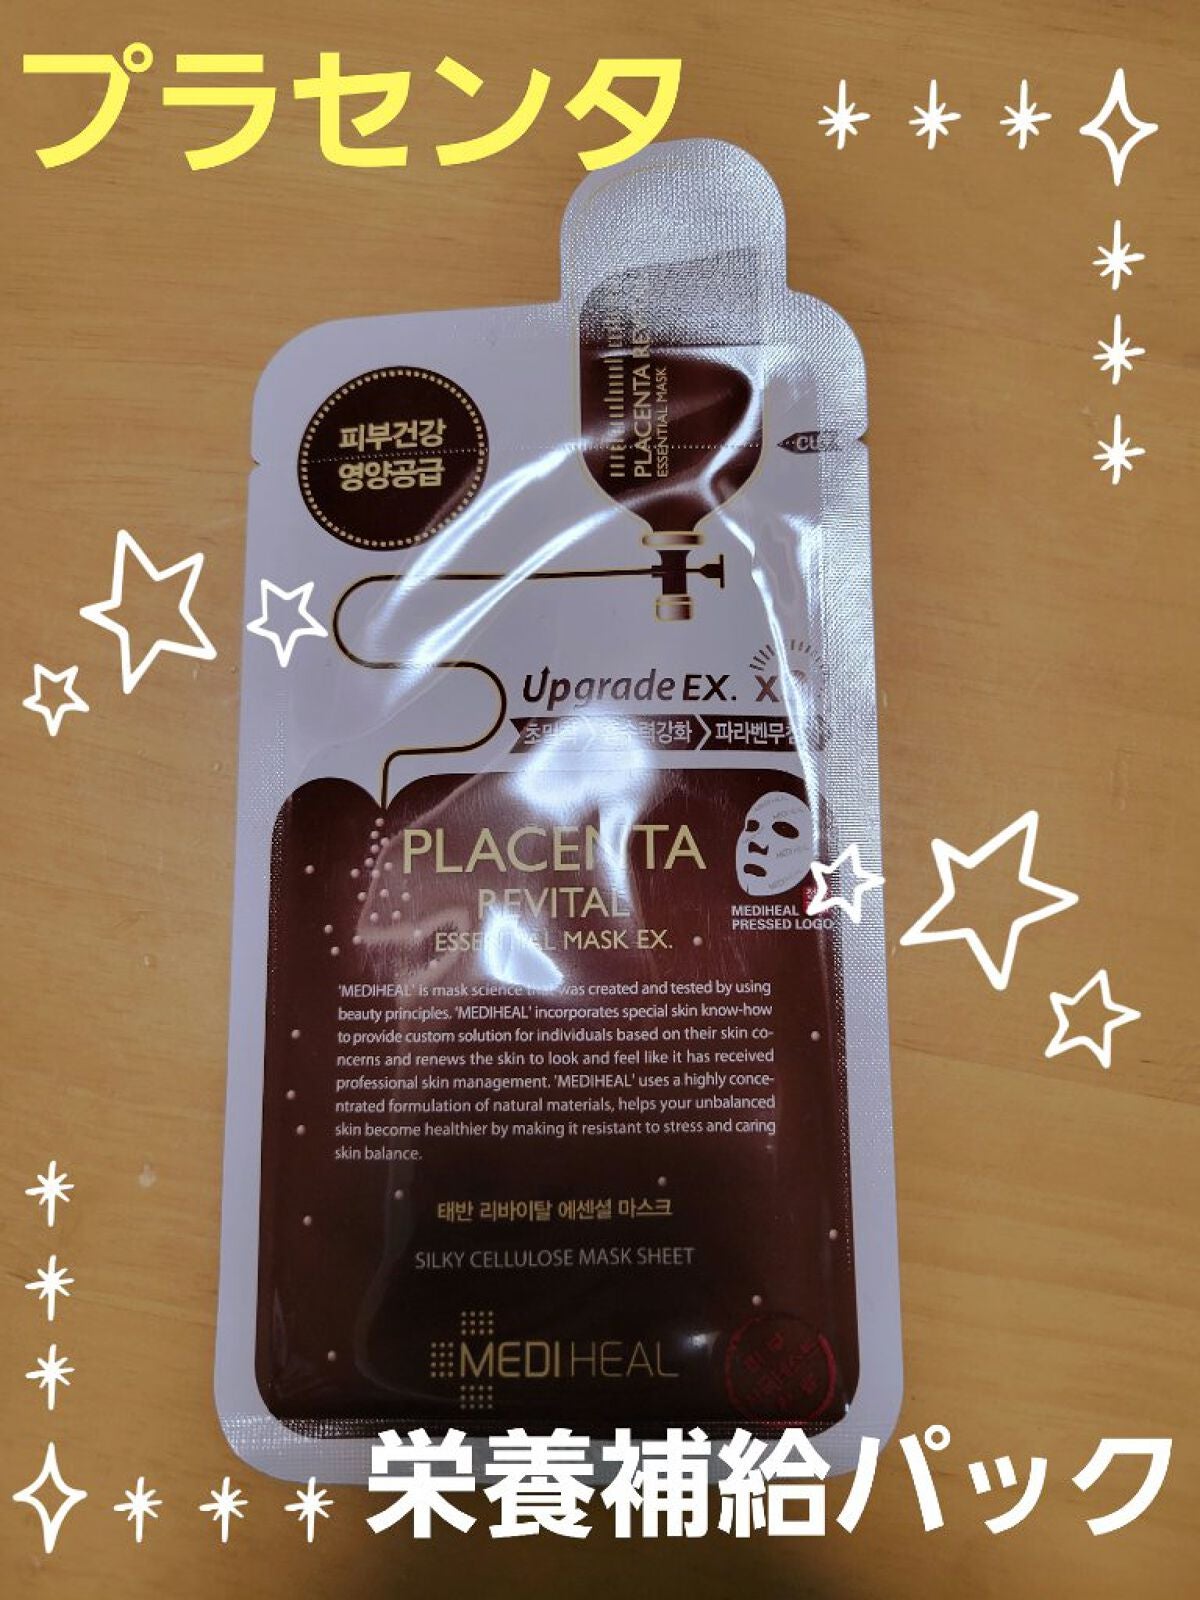 プラセンタ
PLACENTA
ESSENTIAL MASK
피부건강
영양공급
Upgrade EX.
파라벤무첨
PLACENTA
REVITAL
ESSENTIAL MASK EX.
MEDIHEAL
PRESSED LOGO
'MEDIHEAL' is mask science that was created and tested by using
beauty principles. 'MEDIHEAL' incorporates special skin know-how
to provide custom solution for individuals based on their skin co-
ncerns and renews the skin to look and feel like it has received
professional skin management. 'MEDIHEAL' uses a highly conce-
ntrated formulation of natural materials, helps your unbalanced
skin become healthier by making it resistant to stress and caring
skin balance.
태반 리바이탈 에센셜 마스크
SILKY CELLULOSE MASK SHEET
MEDIHEAL
栄養補給パック